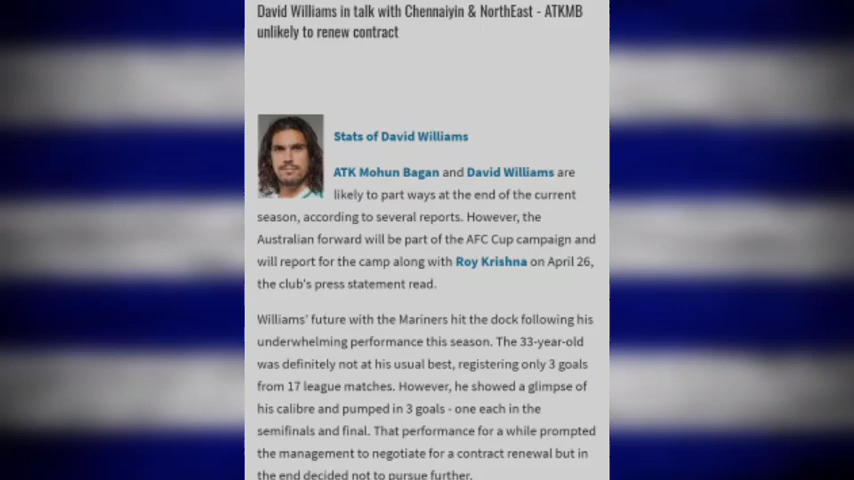 David Williams in talk with Chennaiyin & NorthEast - ATKMB
unlikely to renew contract
Stats of David Williams
ATK Mohun Bagan and David Williams are
likely to part ways at the end of the current
season, according to several reports. However, the
Australian forward will be part of the AFC Cup campaign and
will report for the camp along with Roy Krishna on April 26,
the club's press statement read.
Williams' future with the Mariners hit the dock following his
underwhelming performance this season. The 33-year-old
was definitely not at his usual best, registering only 3 goals
from 17 league matches. However, he showed a glimpse of
his calibre and pumped in 3 goals - one each in the
semifinals and final. That performance for a while prompted
the management to negotiate for a contract renewal but in
the end decided not to pursue further.